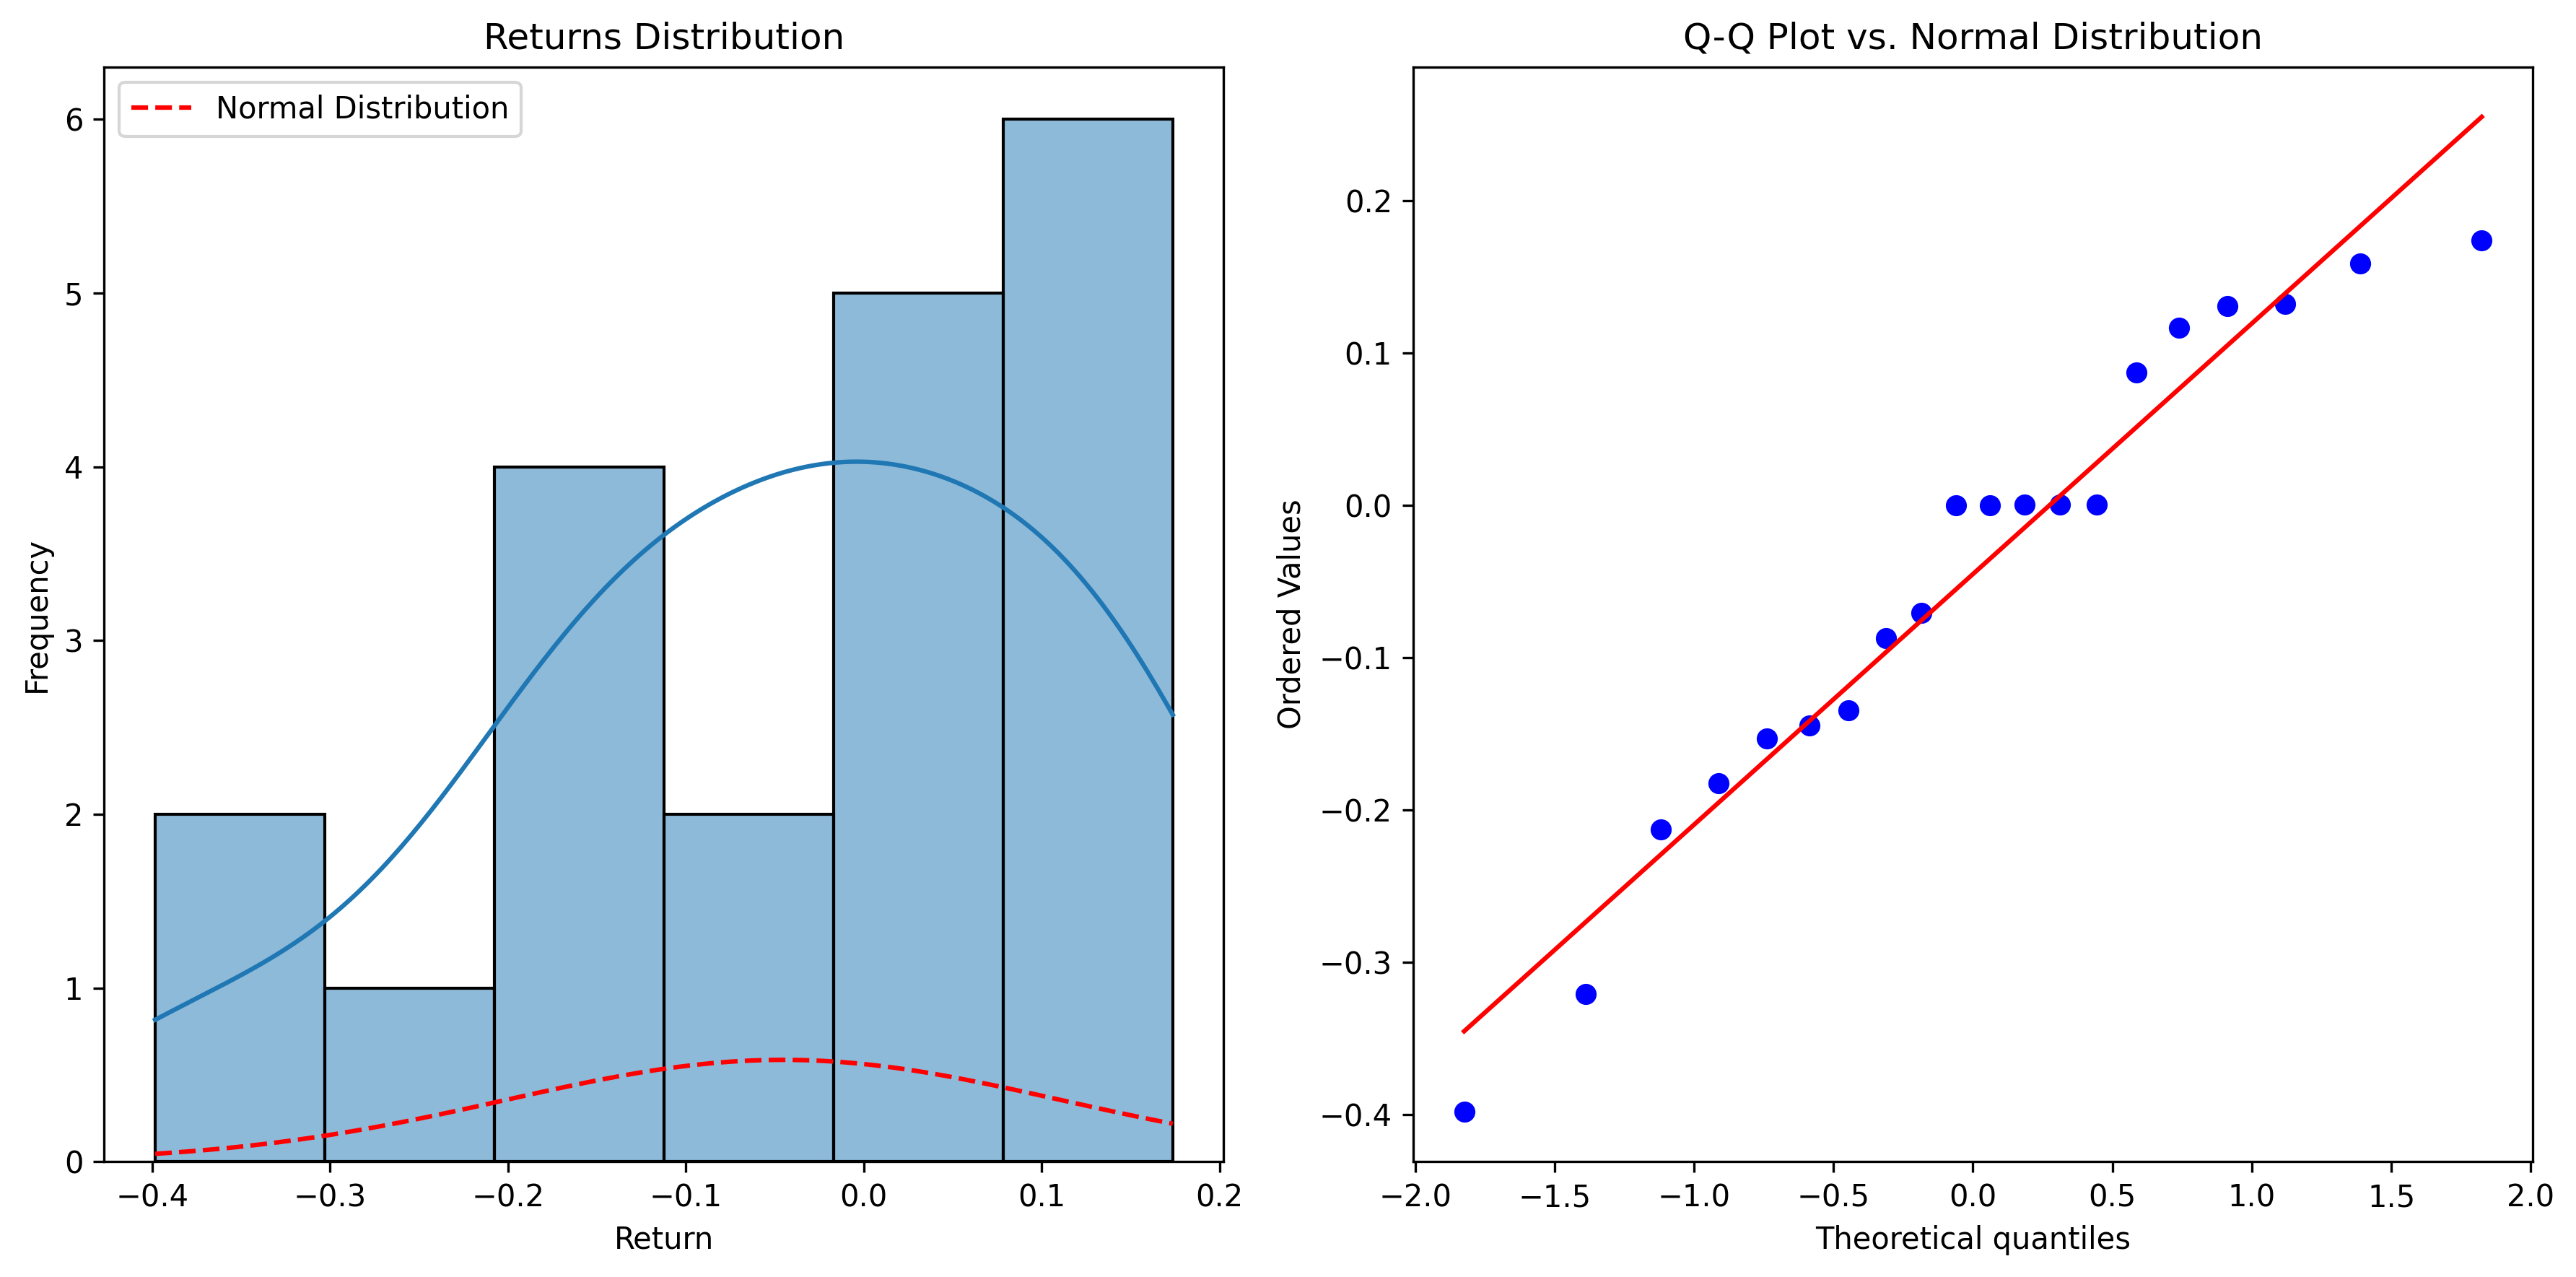 Returns Distribution
Normal Distribution
6
5
4
3
2
1
0
Frequency
−0.4 −0.3 −0.2 −0.1 0.0 0.1 0.2
Return
Q-Q Plot vs. Normal Distribution
0.2
0.1
0.0
−0.1
−0.2
−0.3
−0.4
Ordered Values
−2.0 −1.5 −1.0 −0.5 0.0 0.5 1.0 1.5 2.0
Theoretical quantiles